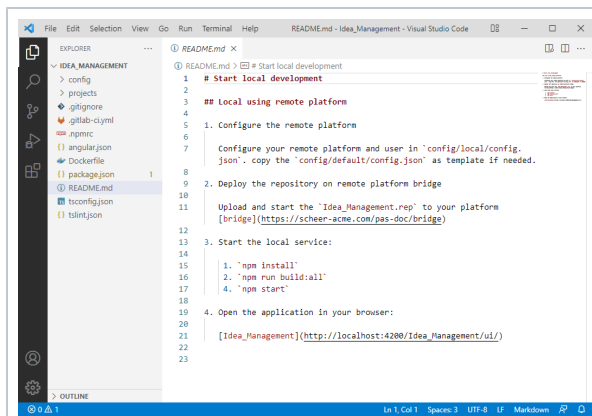 File Edit Selection View Go Run Terminal Help README.md - Idea_Management - Visual Studio Code
EXPLORER ...
IDEA_MANAGEMENT
config
projects
.gitignore
.gitlab-ci.yml
.npmrc
{} angular.json
Dockerfile
{} package.json 1
README.md
tsconfig.json
{} tslint.json
OUTLINE
README.md
README.md > # Start local development
1 # Start local development
2
3 ## Local using remote platform
4
5 1. Configure the remote platform
6
7 Configure your remote platform and user in `config/local/config.
json`. copy the `config/default/config.json` as template if needed.
8
9 2. Deploy the repository on remote platform bridge
10
11 Upload and start the `Idea_Management.rep` to your platform
[bridge](https://scheer-acme.com/pas-doc/bridge)
12
13 3. Start the local service:
14
15 1. `npm install`
16 2. `npm run build:all`
17 4. `npm start`
18
19 4. Open the application in your browser:
20
21 [Idea_Management](http://localhost:4200/Idea_Management/ui/)
22
23
0 1 Ln 1, Col 1 Spaces: 3 UTF-8 LF Markdown